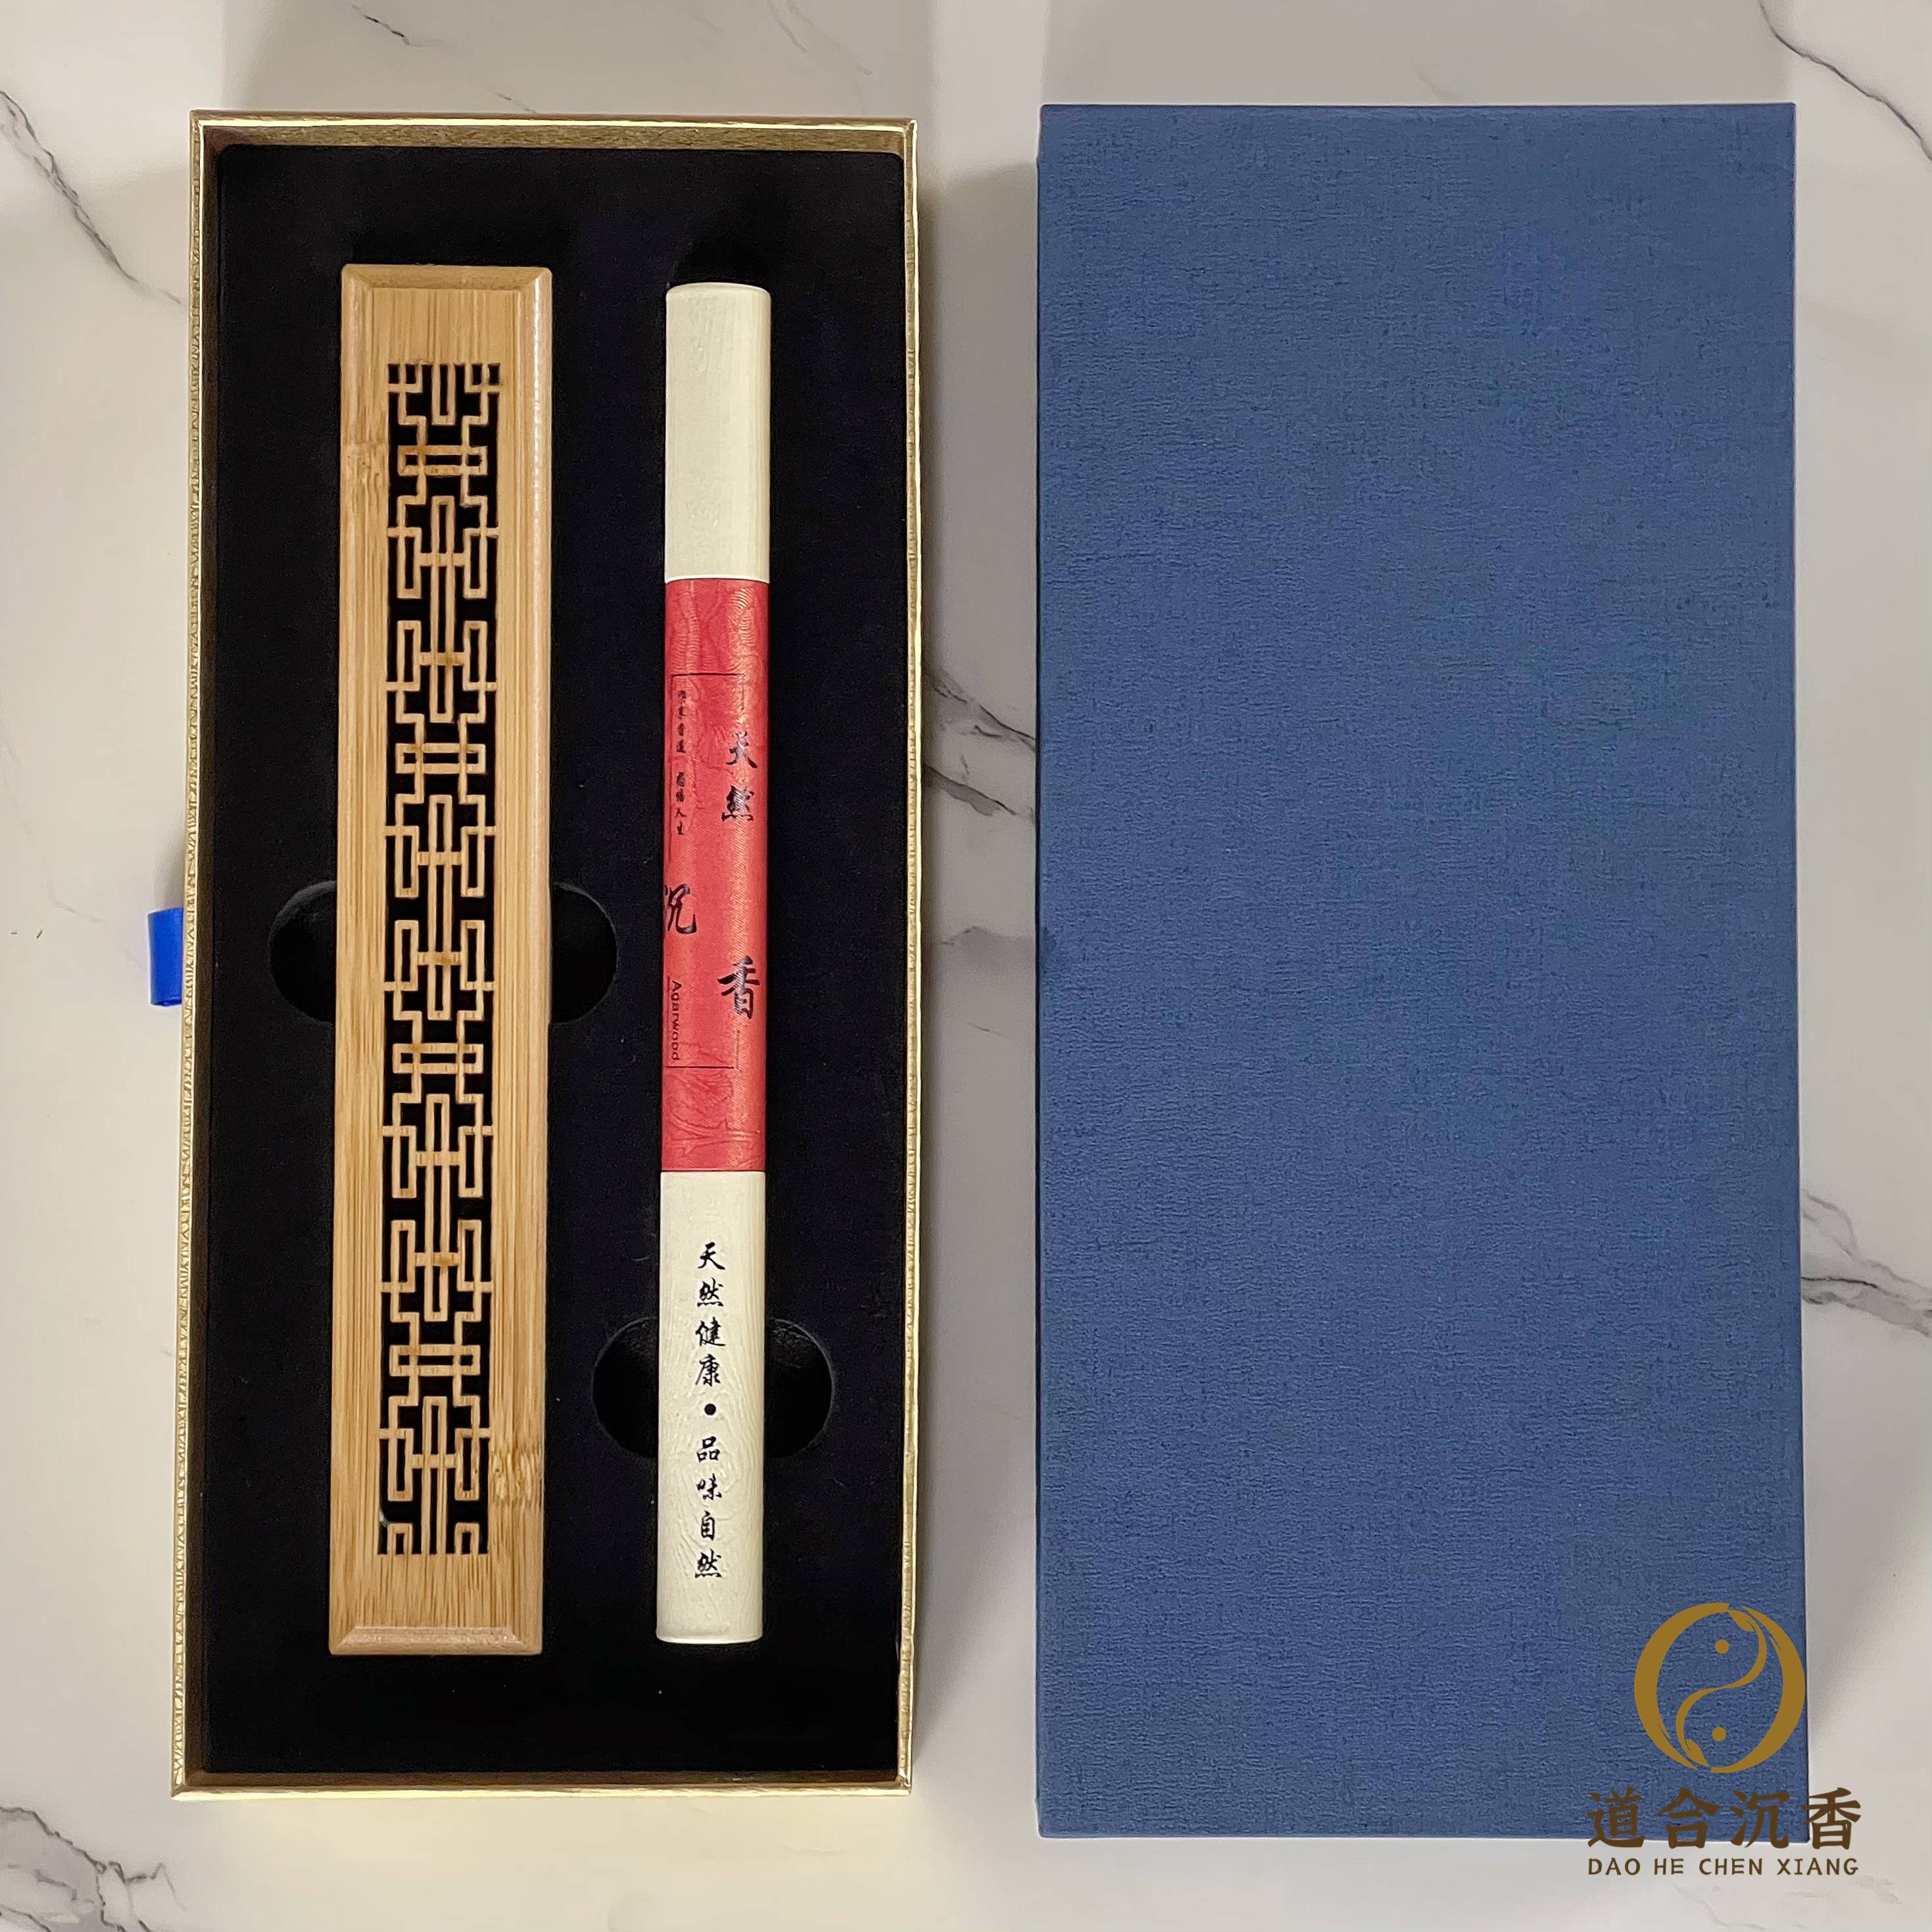 天然
沉
香
Agarwood
天然健康•品味自然
道合沉香
DAO HE CHEN XIANG